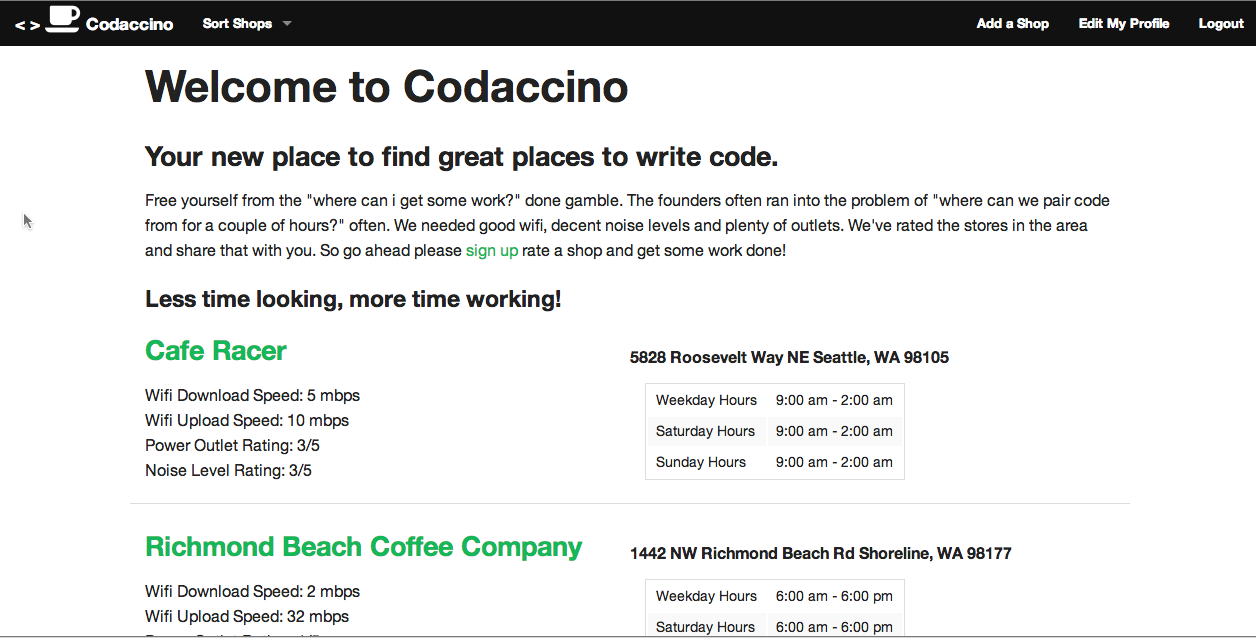 < > Codaccino Sort Shops Add a Shop Edit My Profile Logout
Welcome to Codaccino
Your new place to find great places to write code.
Free yourself from the "where can i get some work?" done gamble. The founders often ran into the problem of "where can we pair code
from for a couple of hours?" often. We needed good wifi, decent noise levels and plenty of outlets. We've rated the stores in the area
and share that with you. So go ahead please sign up rate a shop and get some work done!
Less time looking, more time working!
Cafe Racer
Wifi Download Speed: 5 mbps
Wifi Upload Speed: 10 mbps
Power Outlet Rating: 3/5
Noise Level Rating: 3/5
5828 Roosevelt Way NE Seattle, WA 98105
Weekday Hours 9:00 am - 2:00 am
Saturday Hours 9:00 am - 2:00 am
Sunday Hours 9:00 am - 2:00 am
Richmond Beach Coffee Company
Wifi Download Speed: 2 mbps
Wifi Upload Speed: 32 mbps
1442 NW Richmond Beach Rd Shoreline, WA 98177
Weekday Hours 6:00 am - 6:00 pm
Saturday Hours 6:00 am - 6:00 pm